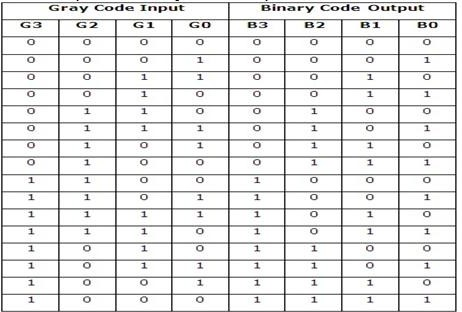 Gray Code Input Binary Code Output
G3 G2 G1 G0 B3 B2 B1 B0
0 0 0 0 0 0 0 0
0 0 0 1 0 0 0 1
0 0 1 1 0 0 1 0
0 0 1 0 0 0 1 1
0 1 1 0 0 1 0 0
0 1 1 1 0 1 0 1
0 1 0 1 0 1 1 0
0 1 0 0 0 1 1 1
1 1 0 0 1 0 0 0
1 1 0 1 1 0 0 1
1 1 1 1 1 0 1 0
1 1 1 0 1 0 1 1
1 0 1 0 1 1 0 0
1 0 1 1 1 1 0 1
1 0 0 1 1 1 1 0
1 0 0 0 1 1 1 1